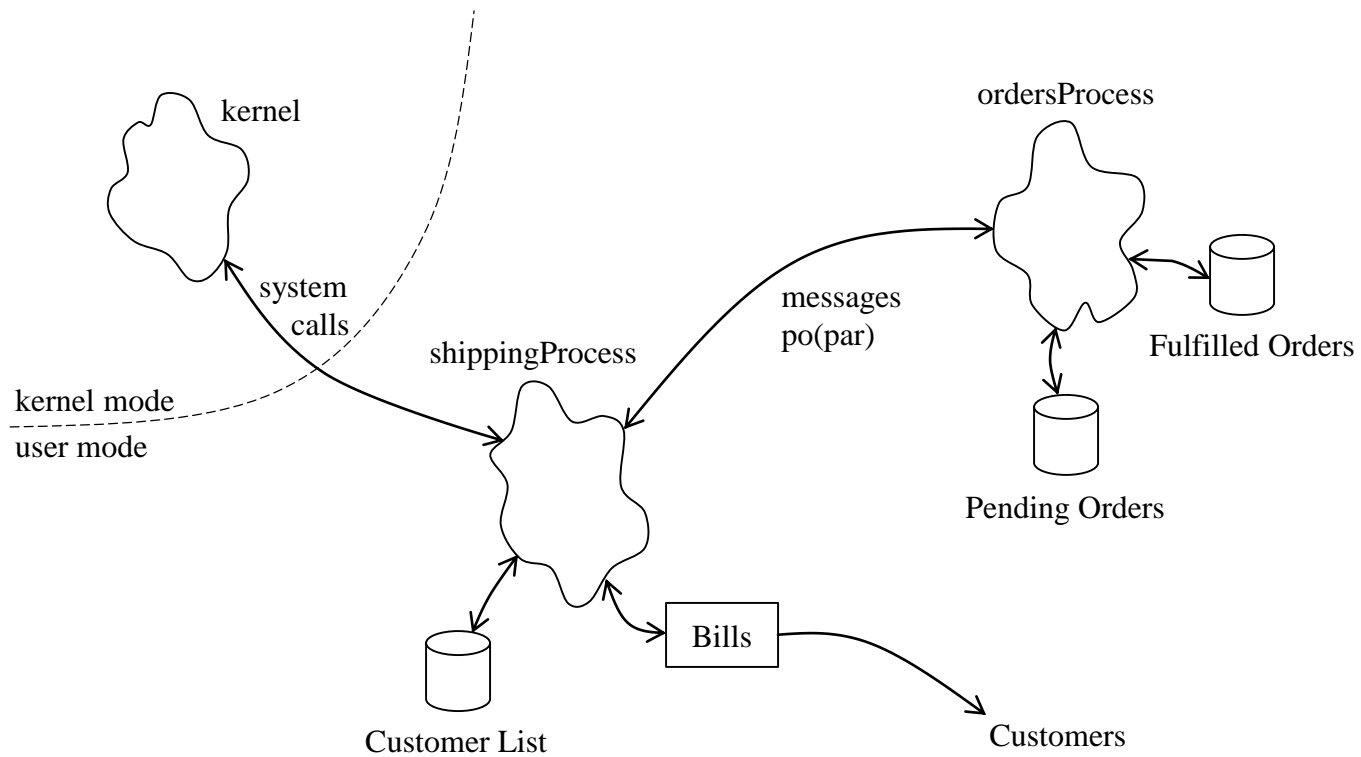 kernel
ordersProcess
system
calls
messages
po(par)
shippingProcess
Fulfilled Orders
kernel mode
user mode
Pending Orders
Bills
Customer List
Customers